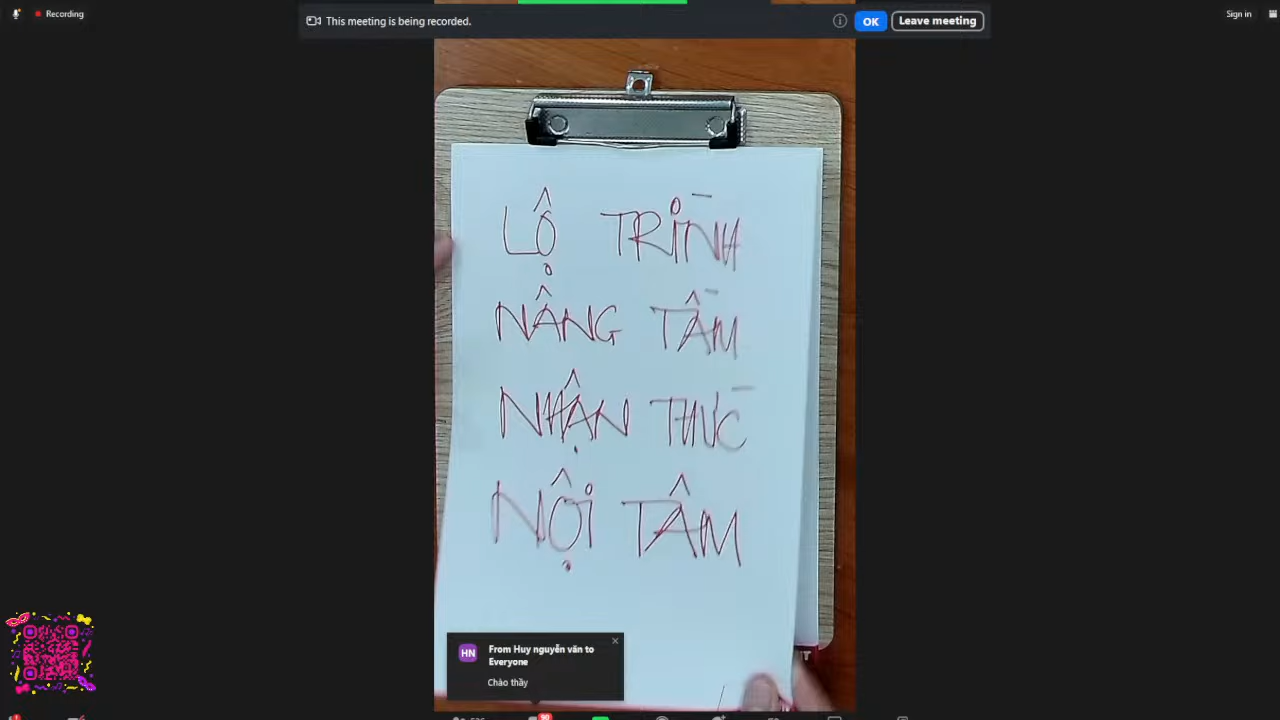 Recording
This meeting is being recorded.
OK
Leave meeting
Sign in
LỘ TRÌNH
NÂNG TẦM
NHẬN THỨC
NỘI TÂM
HN
From Huy nguyễn văn to
Everyone
Chào thầy